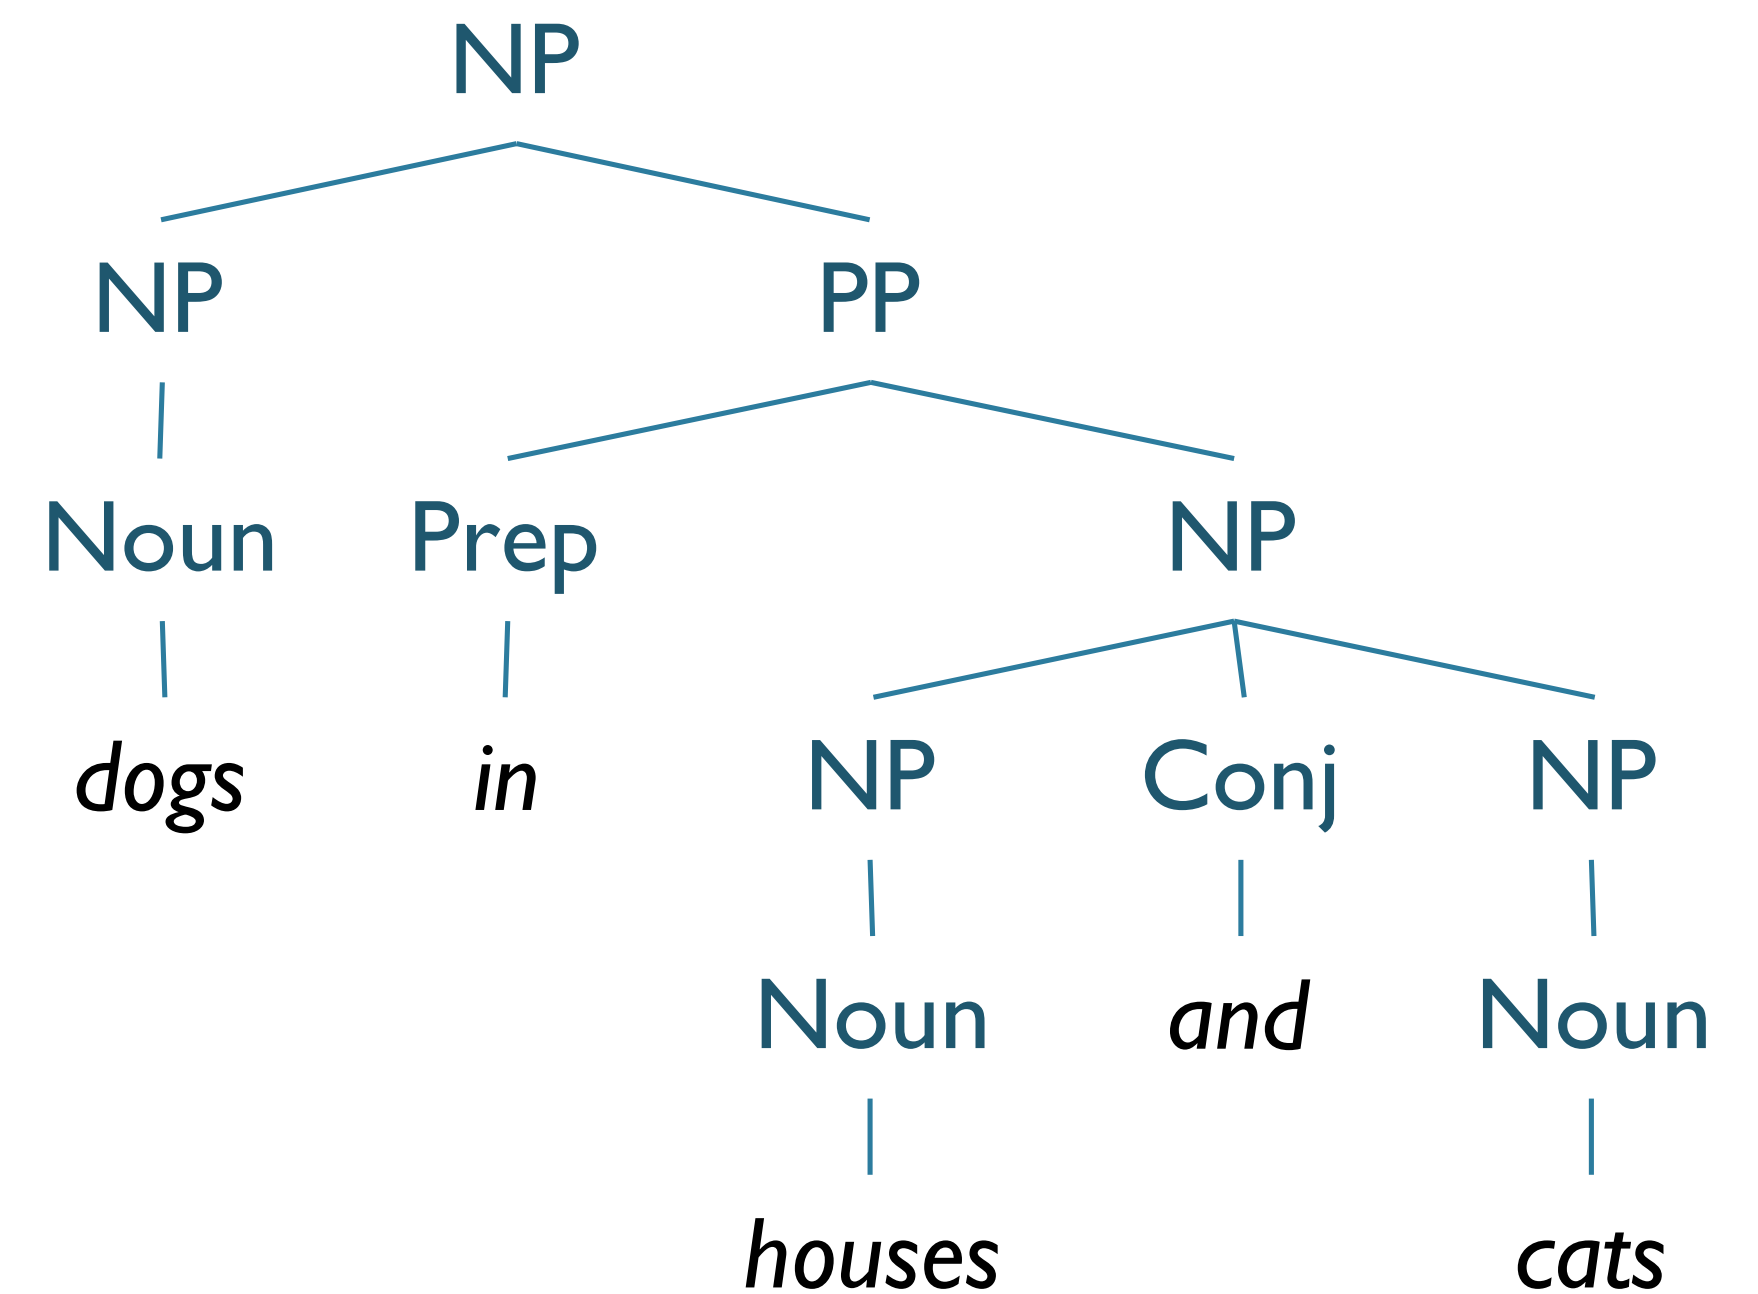 NP
NP PP
Noun Prep NP
dogs in NP Conj NP
Noun and Noun
houses cats